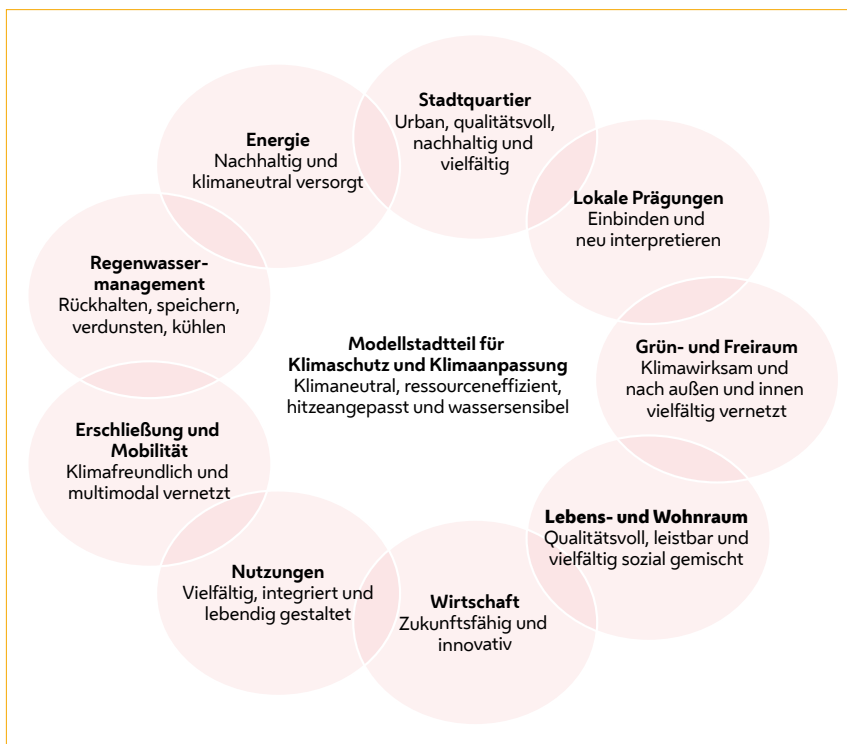 Stadtquartier
Urban, qualitätsvoll,
nachhaltig und
vielfältig
Lokale Prägungen
Einbinden und
neu interpretieren
Grün- und Freiraum
Klimawirksam und
nach außen und innen
vielfältig vernetzt
Lebens- und Wohnraum
Qualitätsvoll, leistbar und
vielfältig sozial gemischt
Wirtschaft
Zukunftsfähig und
innovativ
Nutzungen
Vielfältig, integriert und
lebendig gestaltet
Erschließung und
Mobilität
Klimafreundlich und
multimodal vernetzt
Regenwasser-
management
Rückhalten, speichern,
verdunsten, kühlen
Energie
Nachhaltig und
klimaneutral versorgt
Modellstadtteil für
Klimaschutz und Klimaanpassung
Klimaneutral, ressourceneffizient,
hitzeangepasst und wassersensibel